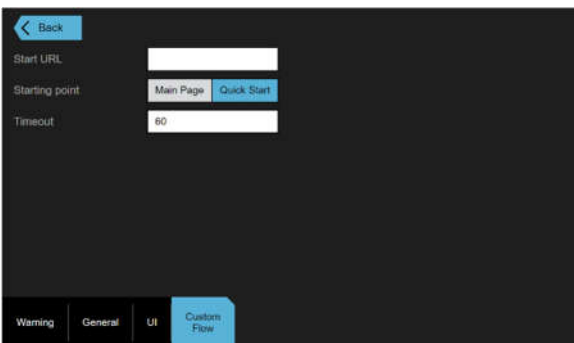 Back
Start URL
Starting point Main Page Quick Start
Timeout 60
Warning General UI Custom Flow